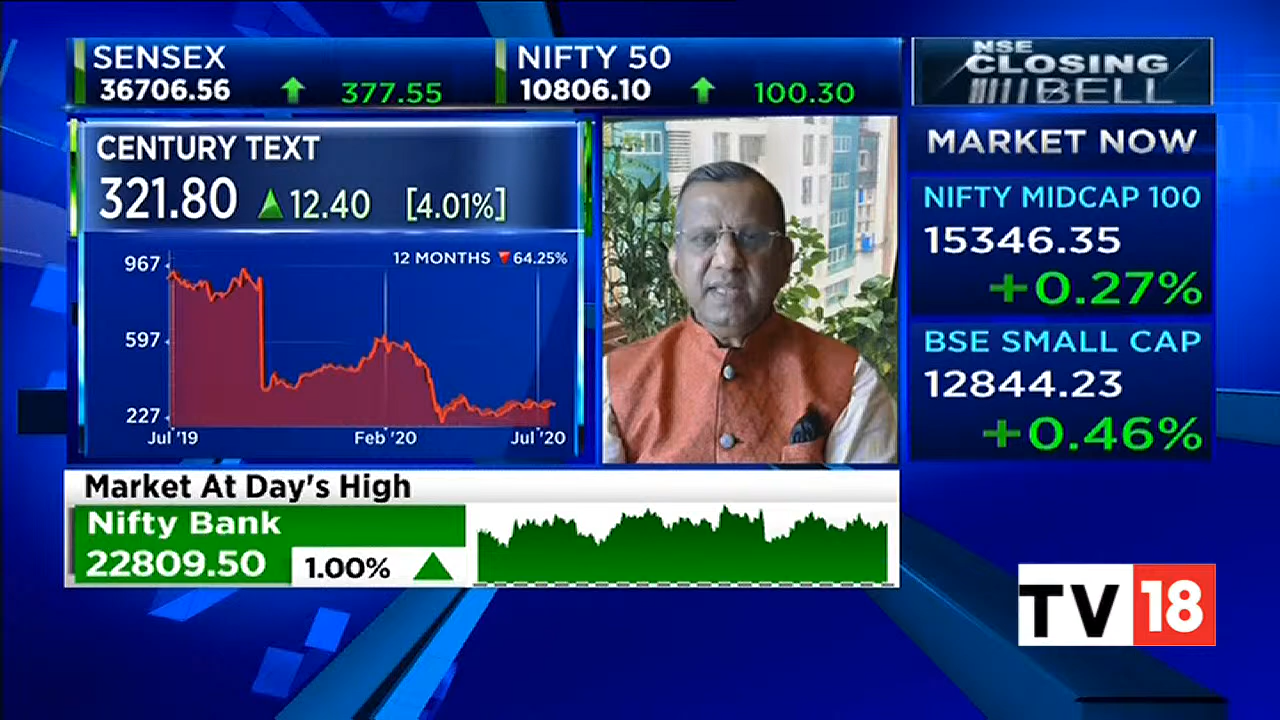 SENSEX
36706.56 377.55
NIFTY 50
10806.10 100.30
NSE
CLOSING
BELL
CENTURY TEXT
321.80 12.40 [4.01%]
12 MONTHS 64.25%
967
597
227
Jul '19 Feb '20 Jul '20
MARKET NOW
NIFTY MIDCAP 100
15346.35
+0.27%
BSE SMALL CAP
12844.23
+0.46%
Market At Day's High
Nifty Bank
22809.50 1.00%
TV18